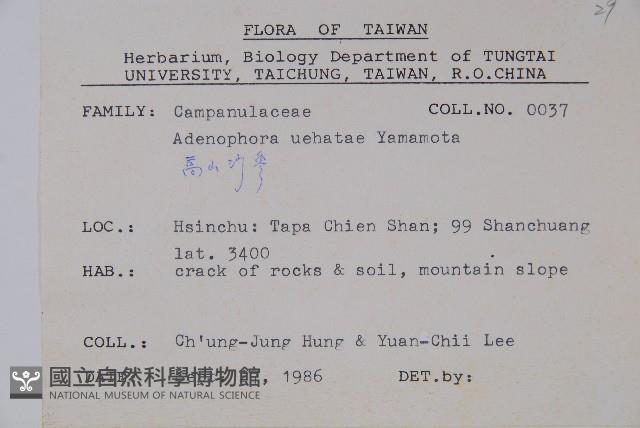 29
FLORA OF TAIWAN
Herbarium, Biology Department of TUNGTAI
UNIVERSITY, TAICHUNG, TAIWAN, R.O.CHINA
FAMILY: Campanulaceae COLL.NO. 0037
Adenophora uehatae Yamamota
高山沙參
LOC.: Hsinchu: Tapa Chien Shan; 99 Shanchuang
lat. 3400
HAB.: crack of rocks & soil, mountain slope
COLL.: Ch'ung-Jung Hung & Yuan-Chii Lee
, 1986 DET.by:
國立自然科學博物館
NATIONAL MUSEUM OF NATURAL SCIENCE